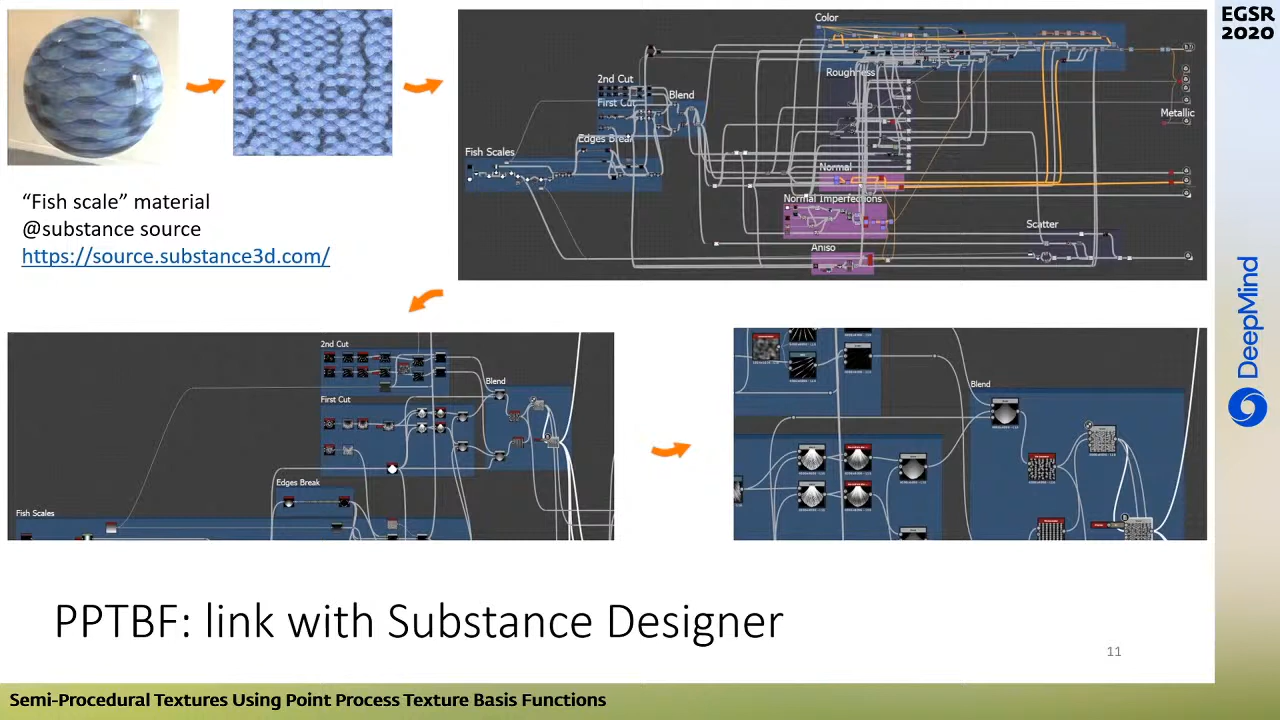 EGSR
2020
Color
Roughness
2nd Cut
Blend
First Cut
Edges Break
Fish Scales
Metallic
Normal
Normal Imperfections
Scatter
Aniso
“Fish scale” material
@substance source
https://source.substance3d.com/
DeepMind
2nd Cut
Blend
First Cut
Edges Break
Fish Scales
Blend
PPTBF: link with Substance Designer
11
Semi-Procedural Textures Using Point Process Texture Basis Functions